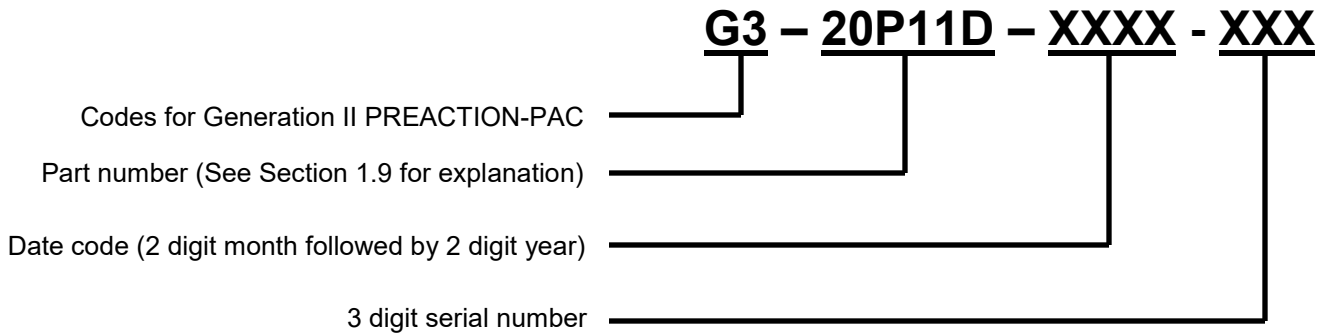 G3 – 20P11D – XXXX - XXX
Codes for Generation II PREACTION-PAC
Part number (See Section 1.9 for explanation)
Date code (2 digit month followed by 2 digit year)
3 digit serial number